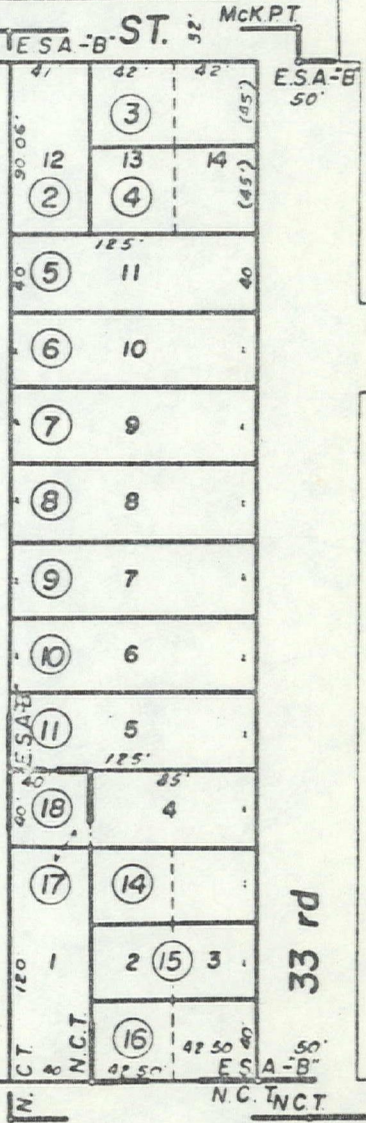 McK.P.T.
E.S.A-"B" ST. 32'
E.S.A-"B"
50'
41 42' 42'
3 (45')
90.06' 12 13 14
2 4 (45')
125'
40 5 11 40
" 6 10 "
" 7 9 "
" 8 8 "
" 9 7 "
" 10 6 "
E.S.A-"B" 11 5 "
125'
40 85'
40' 18 4 "
17 14 "
120 1 2 15 3 "
33 rd
N.C.T. N.C.T. 16 40'
40 42.50' 42.50 50'
E.S.A-"B"
N.C.T. N.C.T.